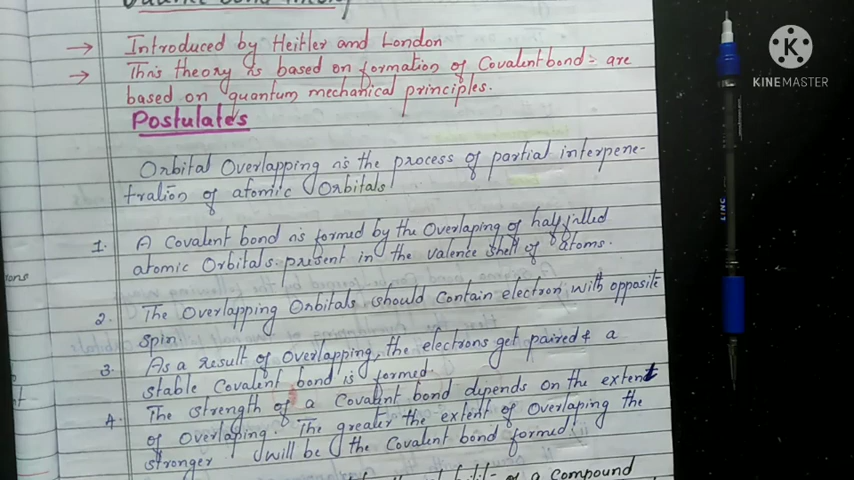 Introduced by Heitler and London
This theory is based on formation of Covalent bond = are
based on quantum mechanical principles.
Postulates
Orbital Overlapping is the process of partial interpene-
tration of atomic Orbitals
1. A Covalent bond is formed by the Overlaping of half filled
atomic Orbitals present in the valence shell of atoms.
2. The Overlapping Orbitals should contain electron with opposite
spin.
3. As a result of Overlapping, the electrons get paired & a
stable Covalent bond is formed.
4. The strength of a Covalent bond depends on the extent
of Overlaping. The greater the extent of Overlaping the
stronger will be the Covalent bond formed.
of a compound
LINC
K
KINEMASTER